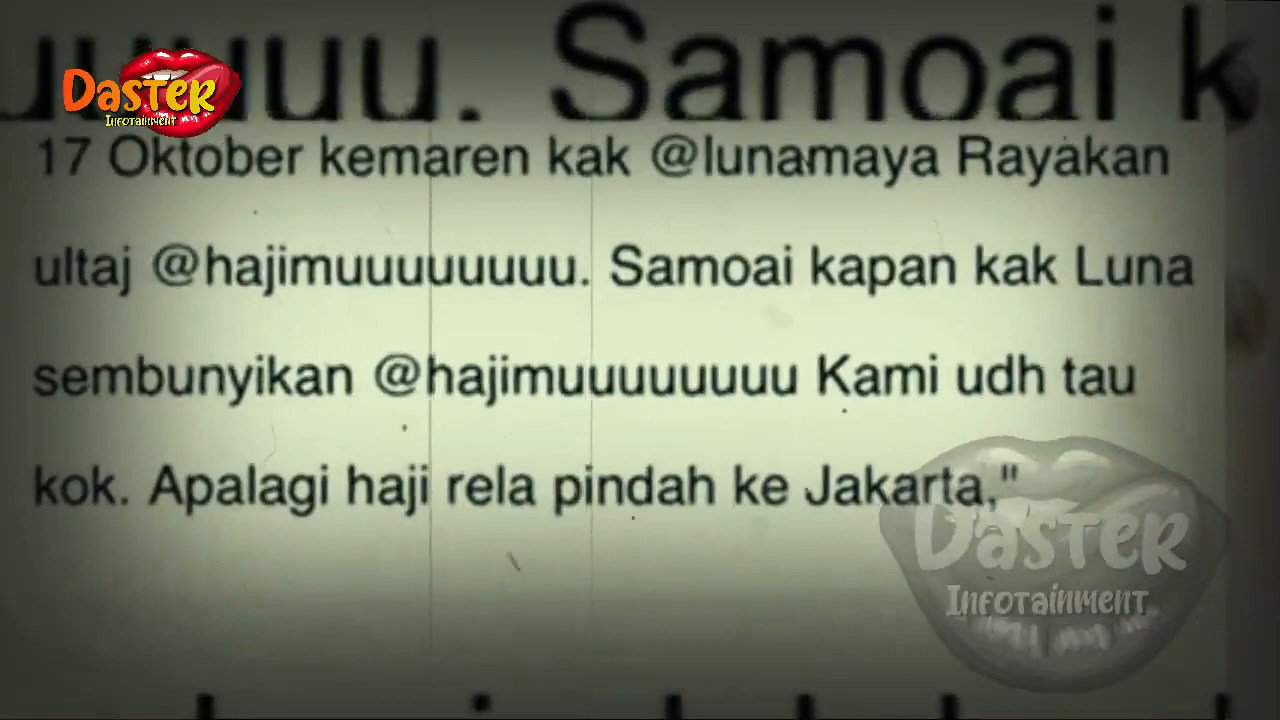 uuuuu. Samoai k
DASTER
INFOTAINMENT
17 Oktober kemaren kak @lunamaya Rayakan
ultaj @hajimuuuuuuuu. Samoai kapan kak Luna
sembunyikan @hajimuuuuuuuu Kami udh tau
kok. Apalagi haji rela pindah ke Jakarta,"
DASTER
INFOTAINMENT